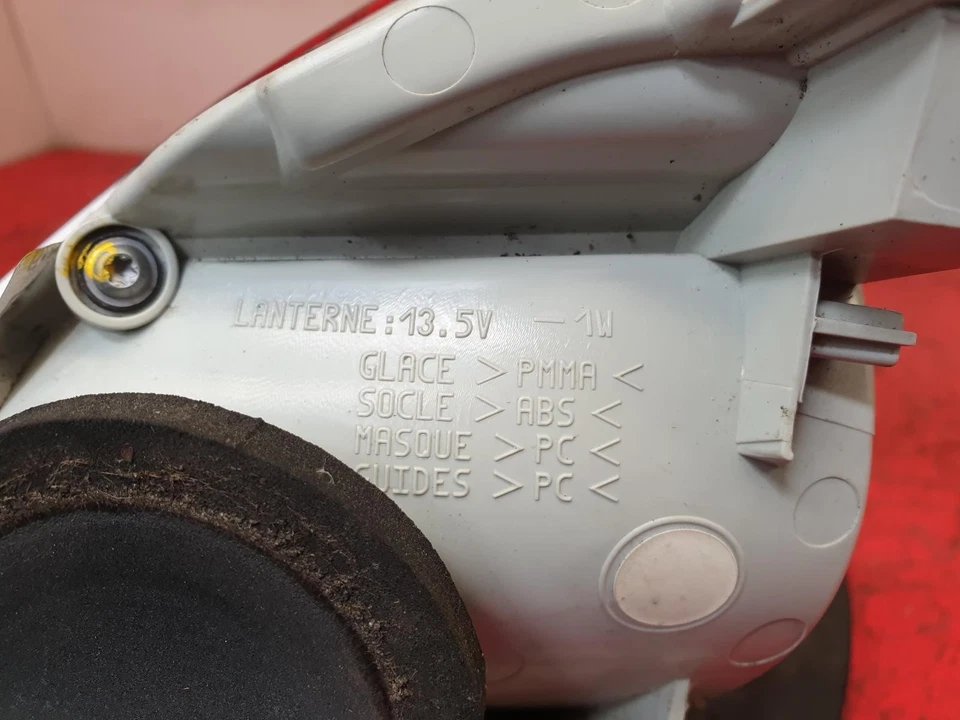 LANTERNE:13.5V — 1W
GLACE >PMMA<
SOCLE >ABS<
MASQUE >PC<
GUIDES >PC<